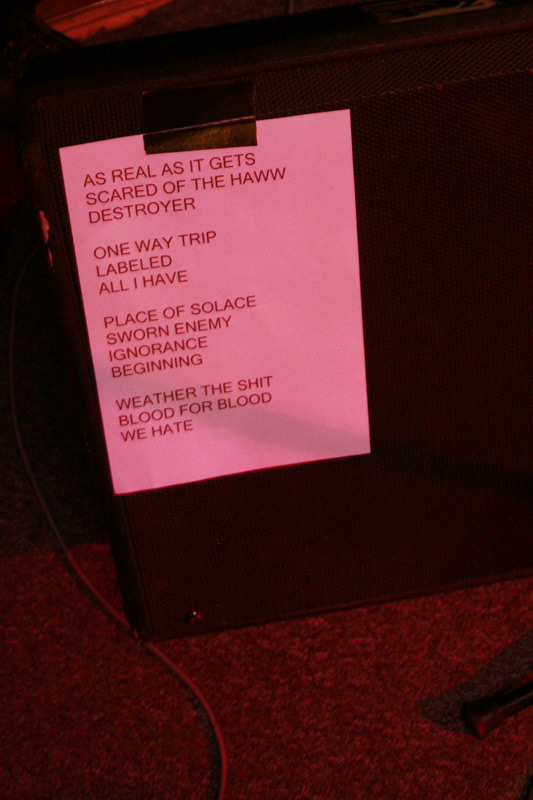 AS REAL AS IT GETS
SCARED OF THE HAWW
DESTROYER
ONE WAY TRIP
LABELED
ALL I HAVE
PLACE OF SOLACE
SWORN ENEMY
IGNORANCE
BEGINNING
WEATHER THE SHIT
BLOOD FOR BLOOD
WE HATE